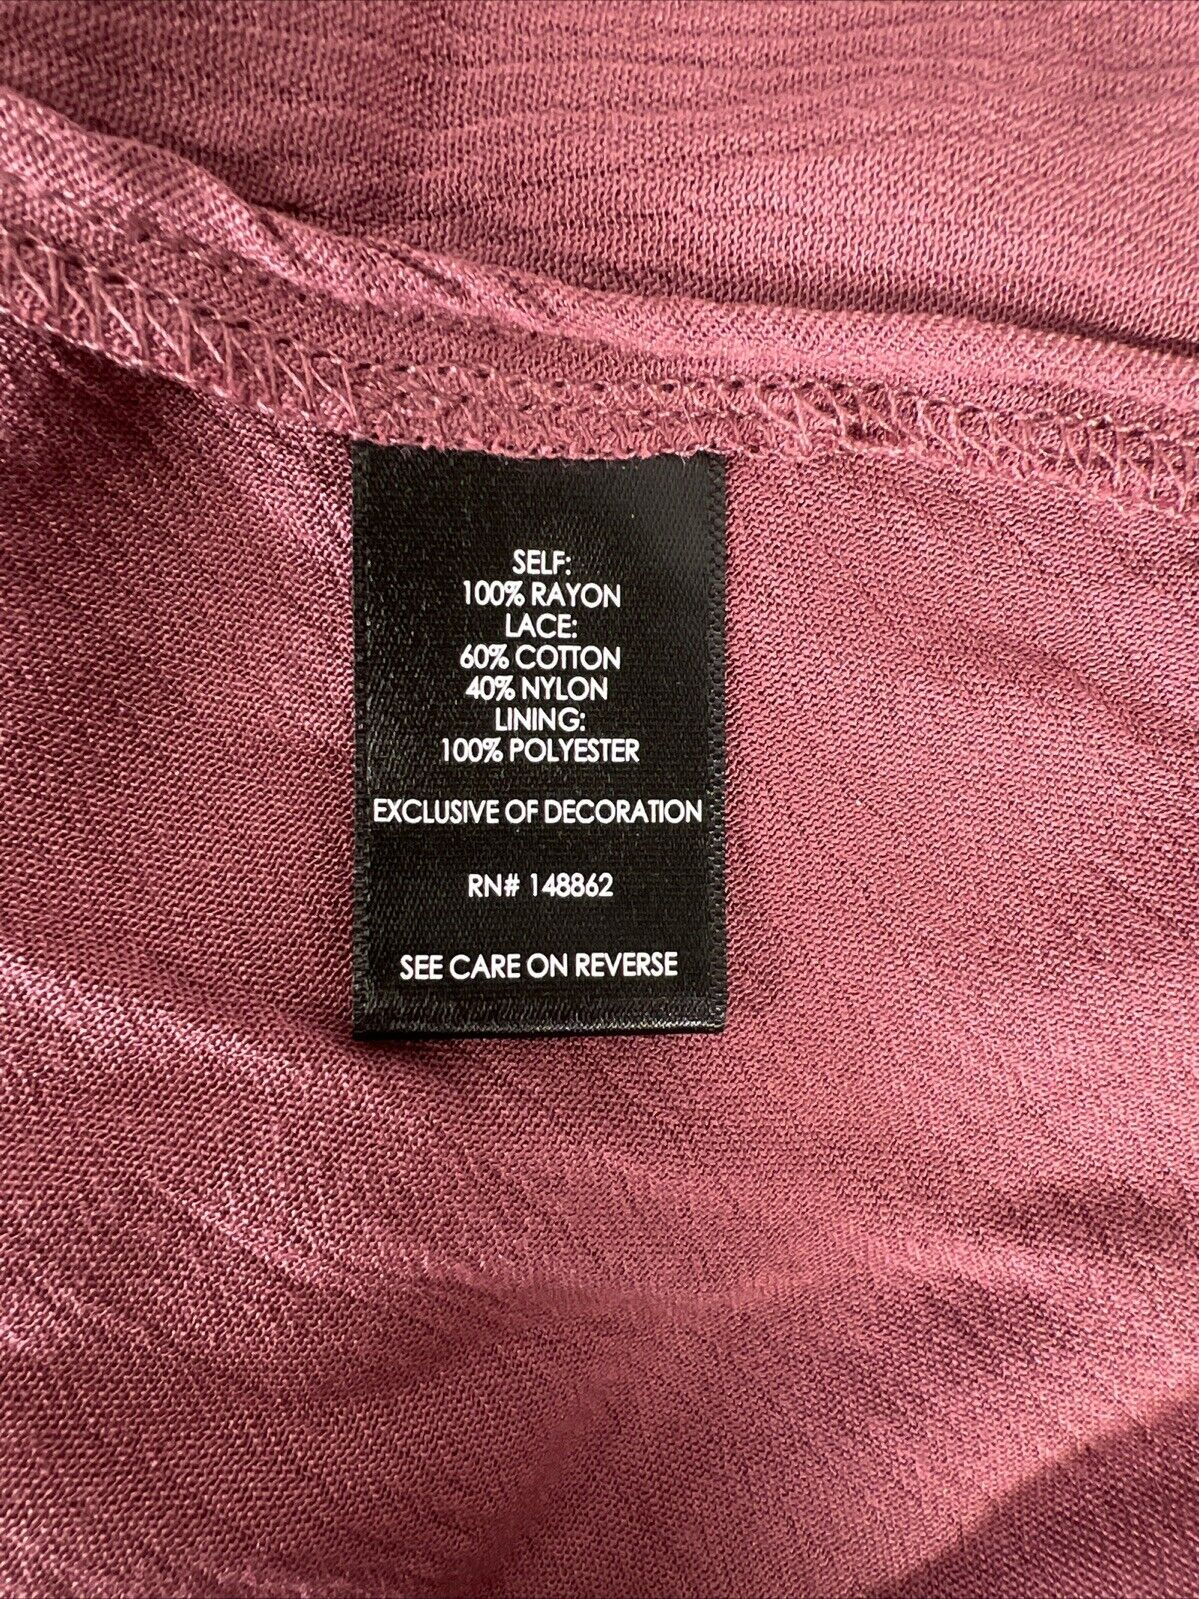 SELF:
100% RAYON
LACE:
60% COTTON
40% NYLON
LINING:
100% POLYESTER
EXCLUSIVE OF DECORATION
RN# 148862
SEE CARE ON REVERSE